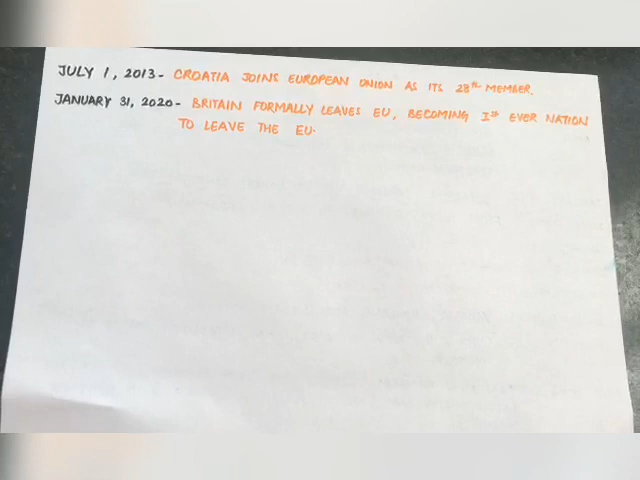 JULY 1, 2013- CROATIA JOINS EUROPEAN UNION AS ITS 28TH MEMBER.
JANUARY 31, 2020- BRITAIN FORMALLY LEAVES EU, BECOMING Ist EVER NATION
TO LEAVE THE EU.